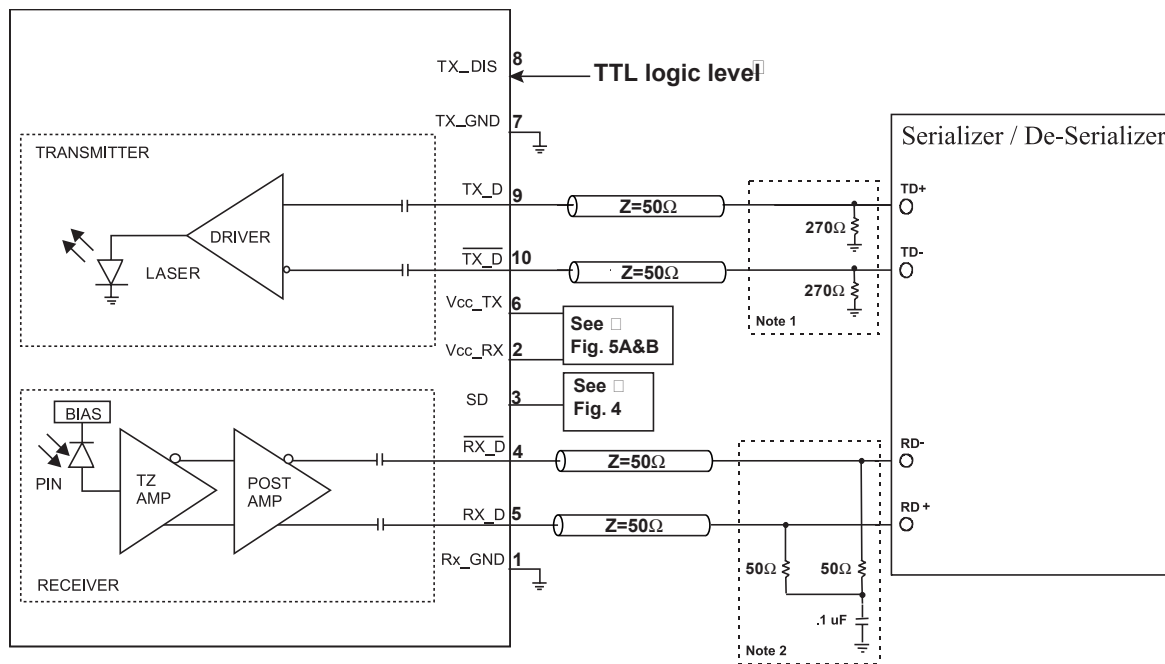 8
TX_DIS
TTL logic level
TX_GND
7
TRANSMITTER
Serializer / De-Serializer
TX_D
9
Z=50Ω
TD+
DRIVER
270Ω
LASER
TX_D
10
Z=50Ω
TD-
270Ω
Note 1
Vcc_TX
6
See
Fig. 5A&B
Vcc_RX
2
SD
3
See
Fig. 4
BIAS
PIN
TZ
AMP
POST
AMP
RX_D
4
Z=50Ω
RD-
RX_D
5
Z=50Ω
RD+
50Ω
50Ω
Rx_GND
1
RECEIVER
.1 uF
Note 2